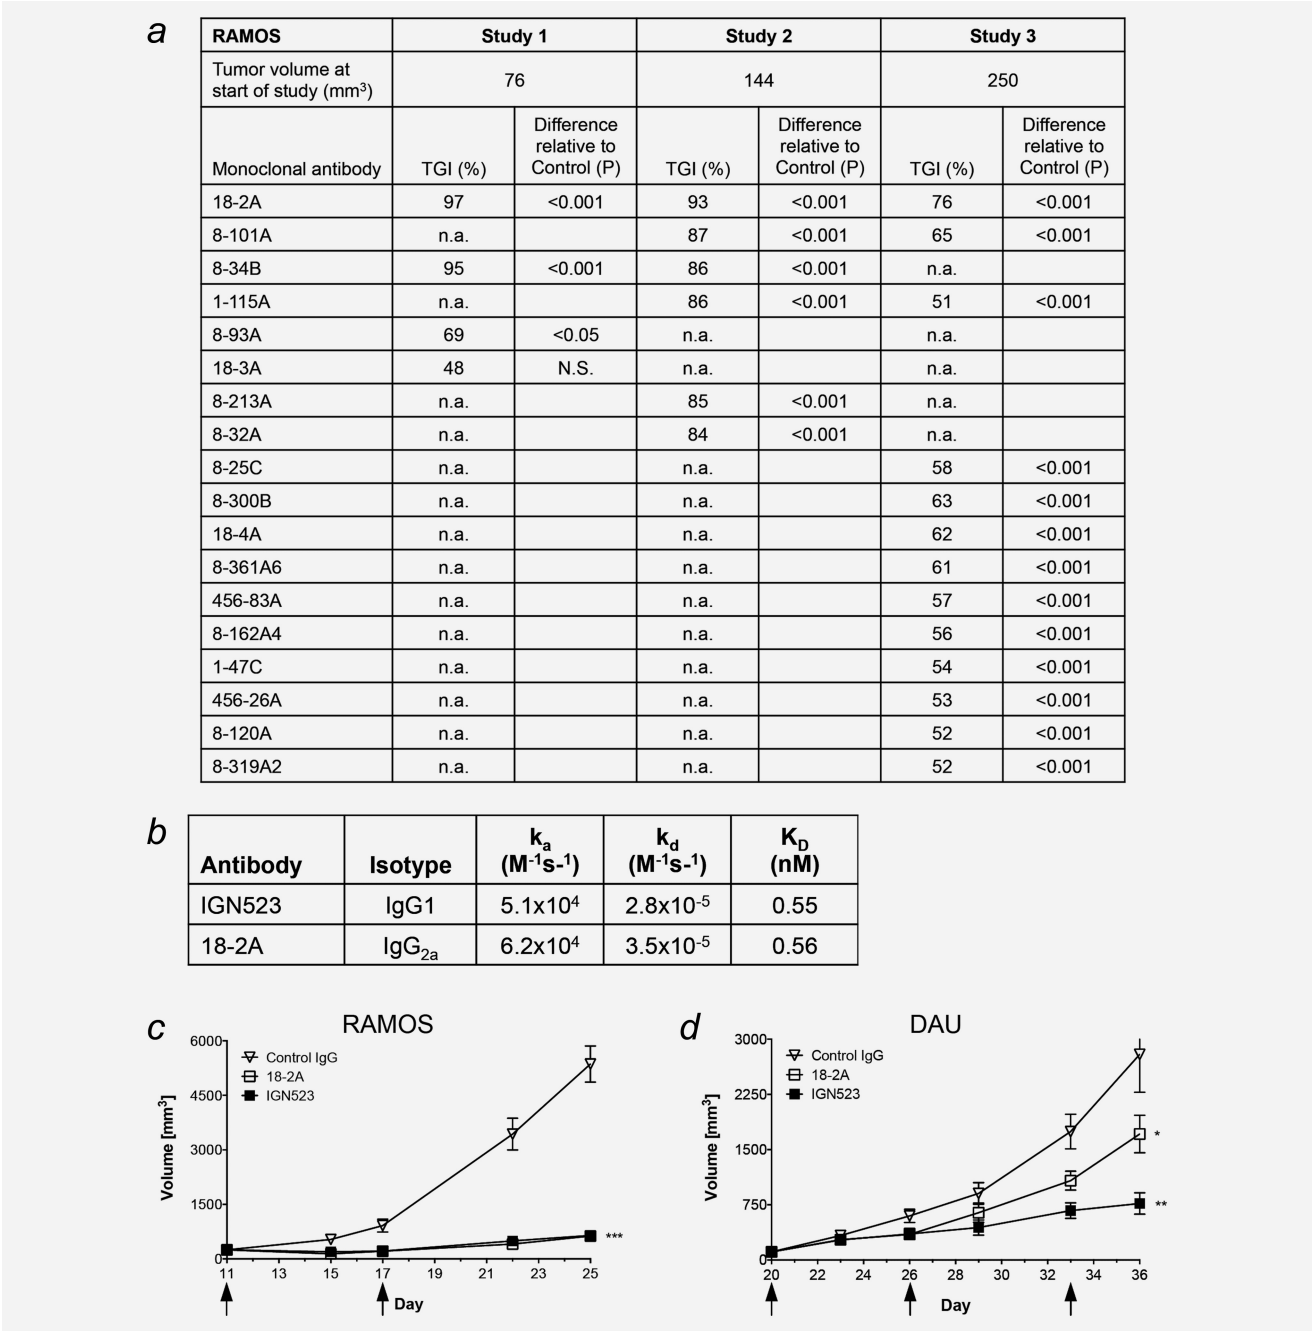 a
RAMOS Study 1 Study 2 Study 3
Tumor volume at
start of study (mm³) 76 144 250
Monoclonal antibody TGI (%) Difference relative to Control (P) TGI (%) Difference relative to Control (P) TGI (%) Difference relative to Control (P)
18-2A 97 <0.001 93 <0.001 76 <0.001
8-101A n.a. 87 <0.001 65 <0.001
8-34B 95 <0.001 86 <0.001 n.a.
1-115A n.a. 86 <0.001 51 <0.001
8-93A 69 <0.05 n.a. n.a.
18-3A 48 N.S. n.a. n.a.
8-213A n.a. 85 <0.001 n.a.
8-32A n.a. 84 <0.001 n.a.
8-25C n.a. n.a. 58 <0.001
8-300B n.a. n.a. 63 <0.001
18-4A n.a. n.a. 62 <0.001
8-361A6 n.a. n.a. 61 <0.001
456-83A n.a. n.a. 57 <0.001
8-162A4 n.a. n.a. 56 <0.001
1-47C n.a. n.a. 54 <0.001
456-26A n.a. n.a. 53 <0.001
8-120A n.a. n.a. 52 <0.001
8-319A2 n.a. n.a. 52 <0.001
b
Antibody Isotype kₐ (M⁻¹s-¹) k_d (M⁻¹s-¹) K_D (nM)
IGN523 IgG1 5.1x10⁴ 2.8x10⁻⁵ 0.55
18-2A IgG₂ₐ 6.2x10⁴ 3.5x10⁻⁵ 0.56
c
RAMOS
Volume [mm³]
6000
4500
3000
1500
0
Control IgG
18-2A
IGN523
***
11 13 15 17 19 21 23 25
Day
d
DAU
Volume [mm³]
3000
2250
1500
750
0
Control IgG
18-2A
IGN523
*
**
20 22 24 26 28 30 32 34 36
Day